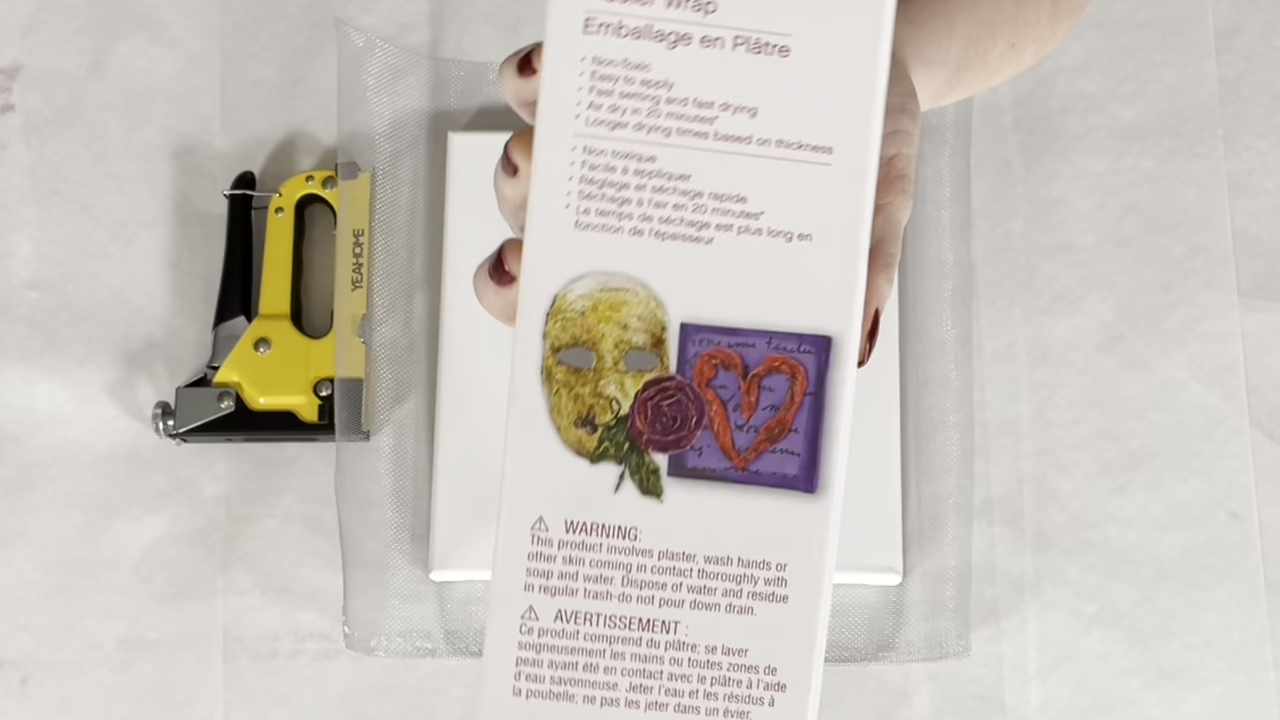 Wrap
Emballage en Plâtre
Non-Toxic
Easy to apply
Fast setting and fast drying
Air dry in 20 minutes*
Longer drying times based on thickness
Non toxique
Facile à appliquer
Réglage et séchage rapide
Séchage à l'air en 20 minutes*
Le temps de séchage est plus long en
fonction de l'épaisseur
YEAHOME
WARNING:
This product involves plaster, wash hands or
other skin coming in contact thoroughly with
soap and water. Dispose of water and residue
in regular trash-do not pour down drain.
AVERTISSEMENT :
Ce produit comprend du plâtre; se laver
soigneusement les mains ou toutes zones de
peau ayant été en contact avec le plâtre à l'aide
d'eau savonneuse. Jeter l'eau et les résidus à
la poubelle; ne pas les jeter dans un évier.